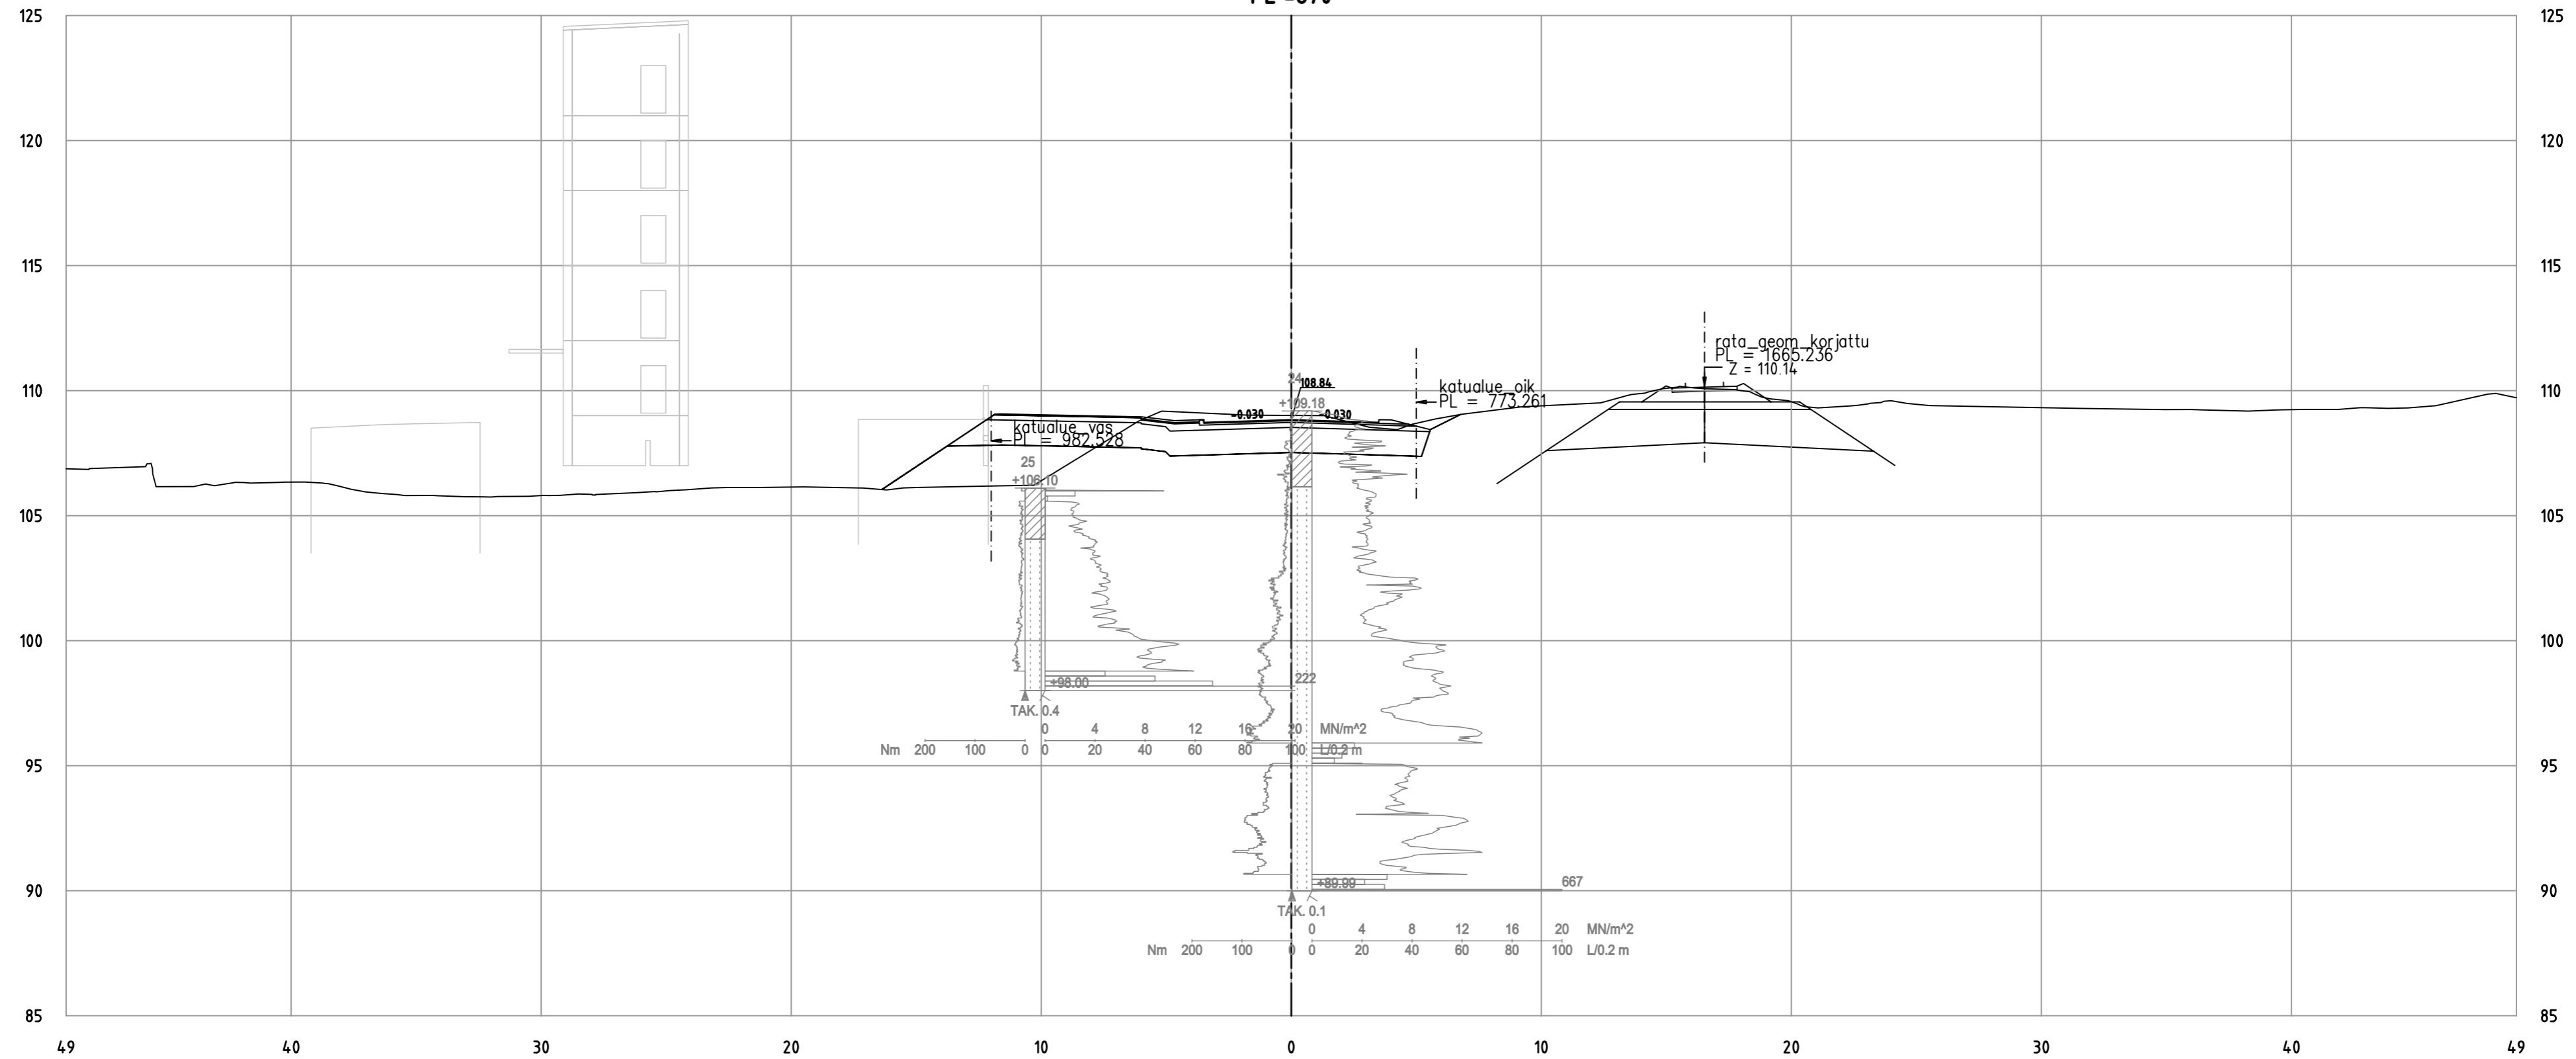 125 125
120 120
115 115
rata_geom_korjattu
PL = 1665.236
Z = 110.14
110 24 108.84 110
katualue_oik
PL = 773.261
+109.18
-0.030 -0.030
katualue_vas
PL = 982.528
25
+106.10
105 105
100 100
222
+98.00
TAK. 0.4
0 4 8 12 16 20 MN/m^2
Nm 200 100 0 0 20 40 60 80 100 L/0.2 m
95 95
90 +89.99 667 90
TAK. 0.1
0 4 8 12 16 20 MN/m^2
Nm 200 100 0 0 20 40 60 80 100 L/0.2 m
85 85
49 40 30 20 10 0 10 20 30 40 49